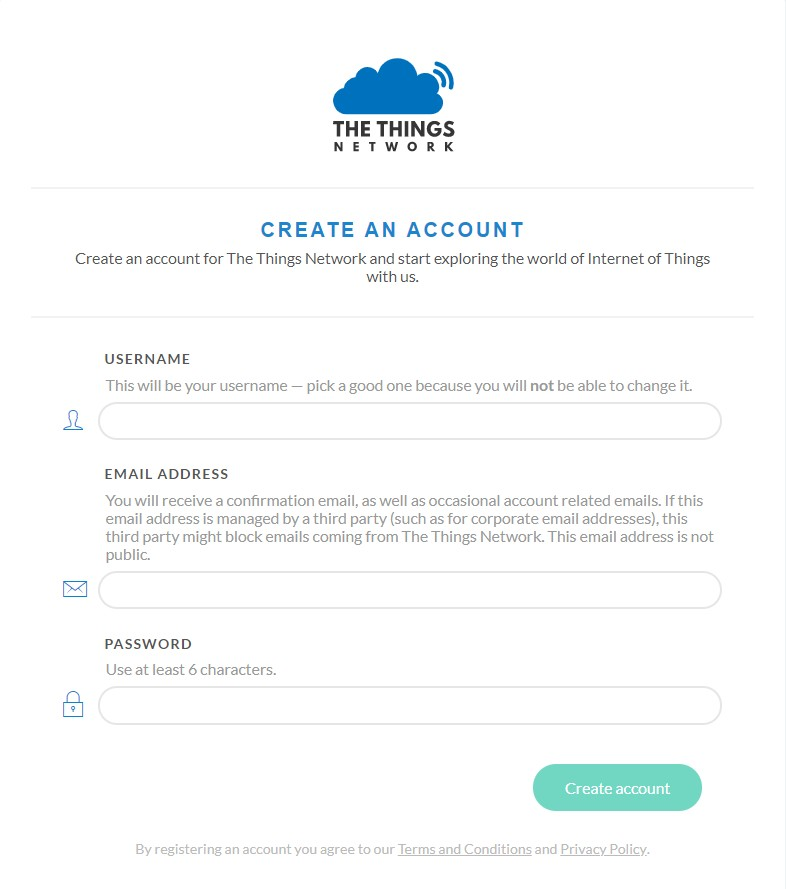 THE THINGS
NETWORK
CREATE AN ACCOUNT
Create an account for The Things Network and start exploring the world of Internet of Things
with us.
USERNAME
This will be your username — pick a good one because you will not be able to change it.
EMAIL ADDRESS
You will receive a confirmation email, as well as occasional account related emails. If this
email address is managed by a third party (such as for corporate email addresses), this
third party might block emails coming from The Things Network. This email address is not
public.
PASSWORD
Use at least 6 characters.
Create account
By registering an account you agree to our Terms and Conditions and Privacy Policy.